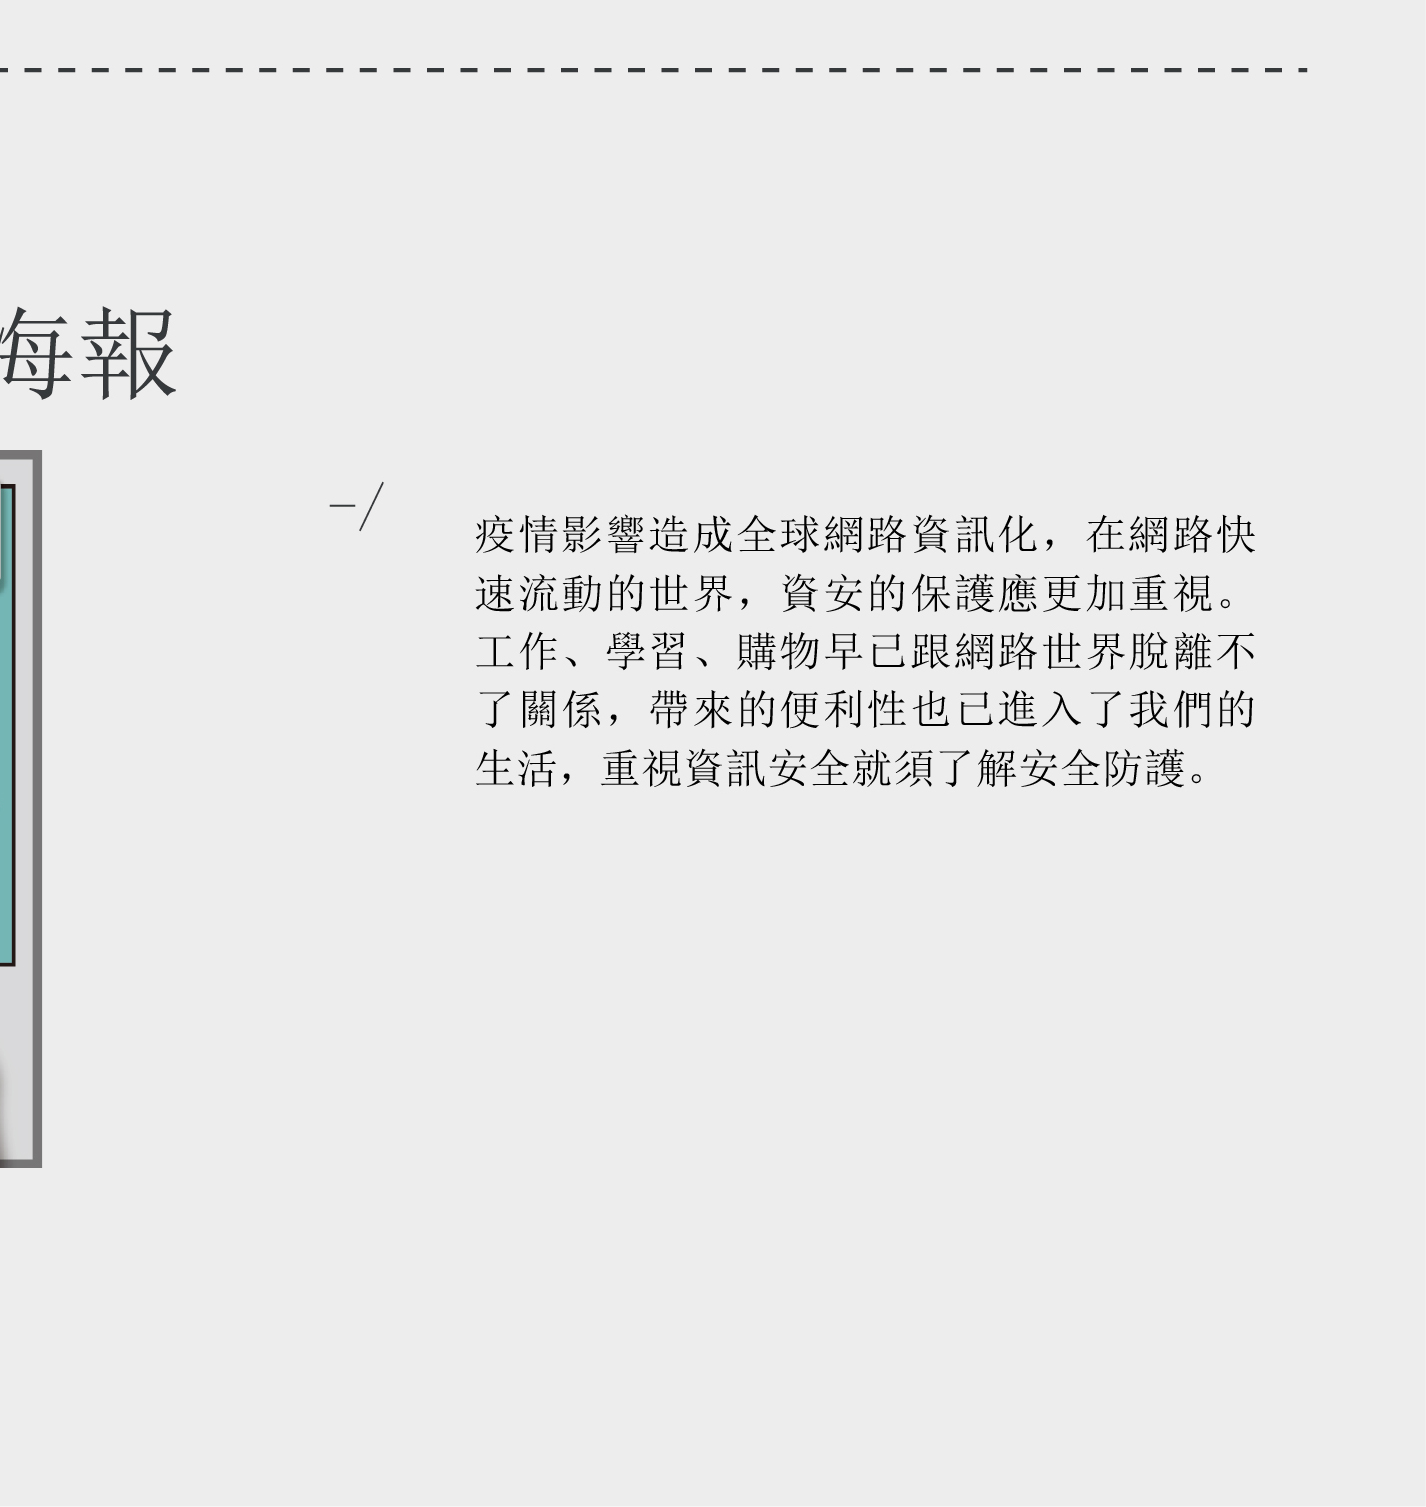 海報
疫情影響造成全球網路資訊化，在網路快
速流動的世界，資安的保護應更加重視。
工作、學習、購物早已跟網路世界脫離不
了關係，帶來的便利性也已進入了我們的
生活，重視資訊安全就須了解安全防護。